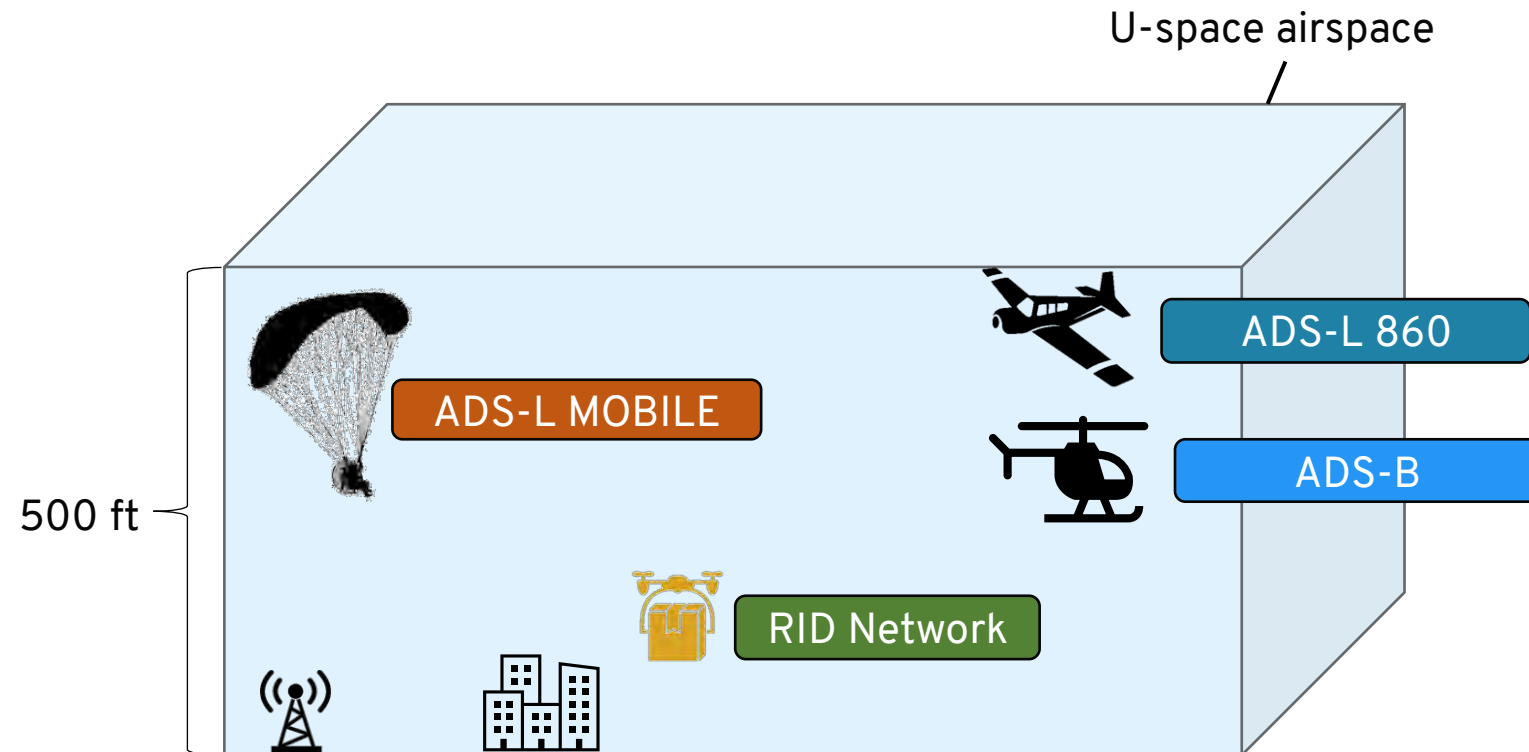 U-space airspace
ADS-L 860
ADS-L MOBILE
ADS-B
500 ft
RID Network